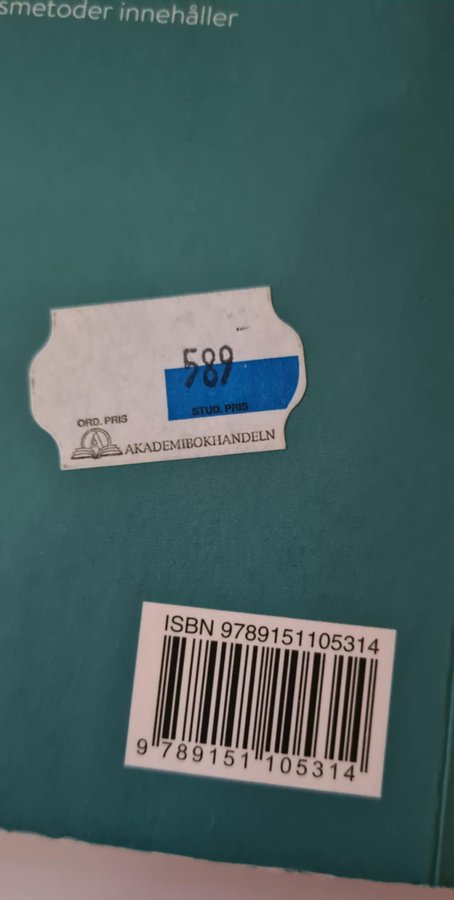 smetoder innehåller
589
STUD. PRIS
ORD. PRIS
AKADEMIBOKHANDELN
ISBN 9789151105314
9 789151 105314